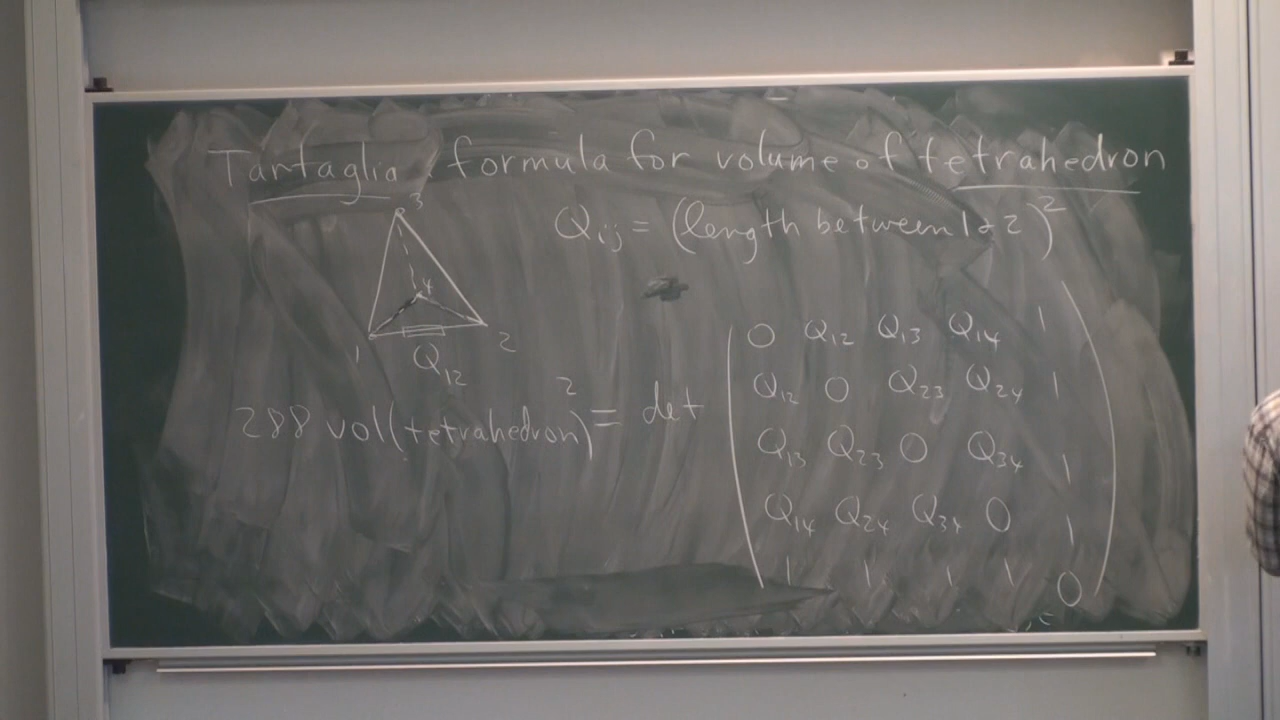 Tartaglia formula for volume of tetrahedron
Q_ij = (length between 1 & 2)^2
3
4
1
2
Q_12
288 vol(tetrahedron)^2 = det
0 Q_12 Q_13 Q_14 1
Q_12 0 Q_23 Q_24 1
Q_13 Q_23 0 Q_34 1
Q_14 Q_24 Q_34 0 1
1 1 1 1 0